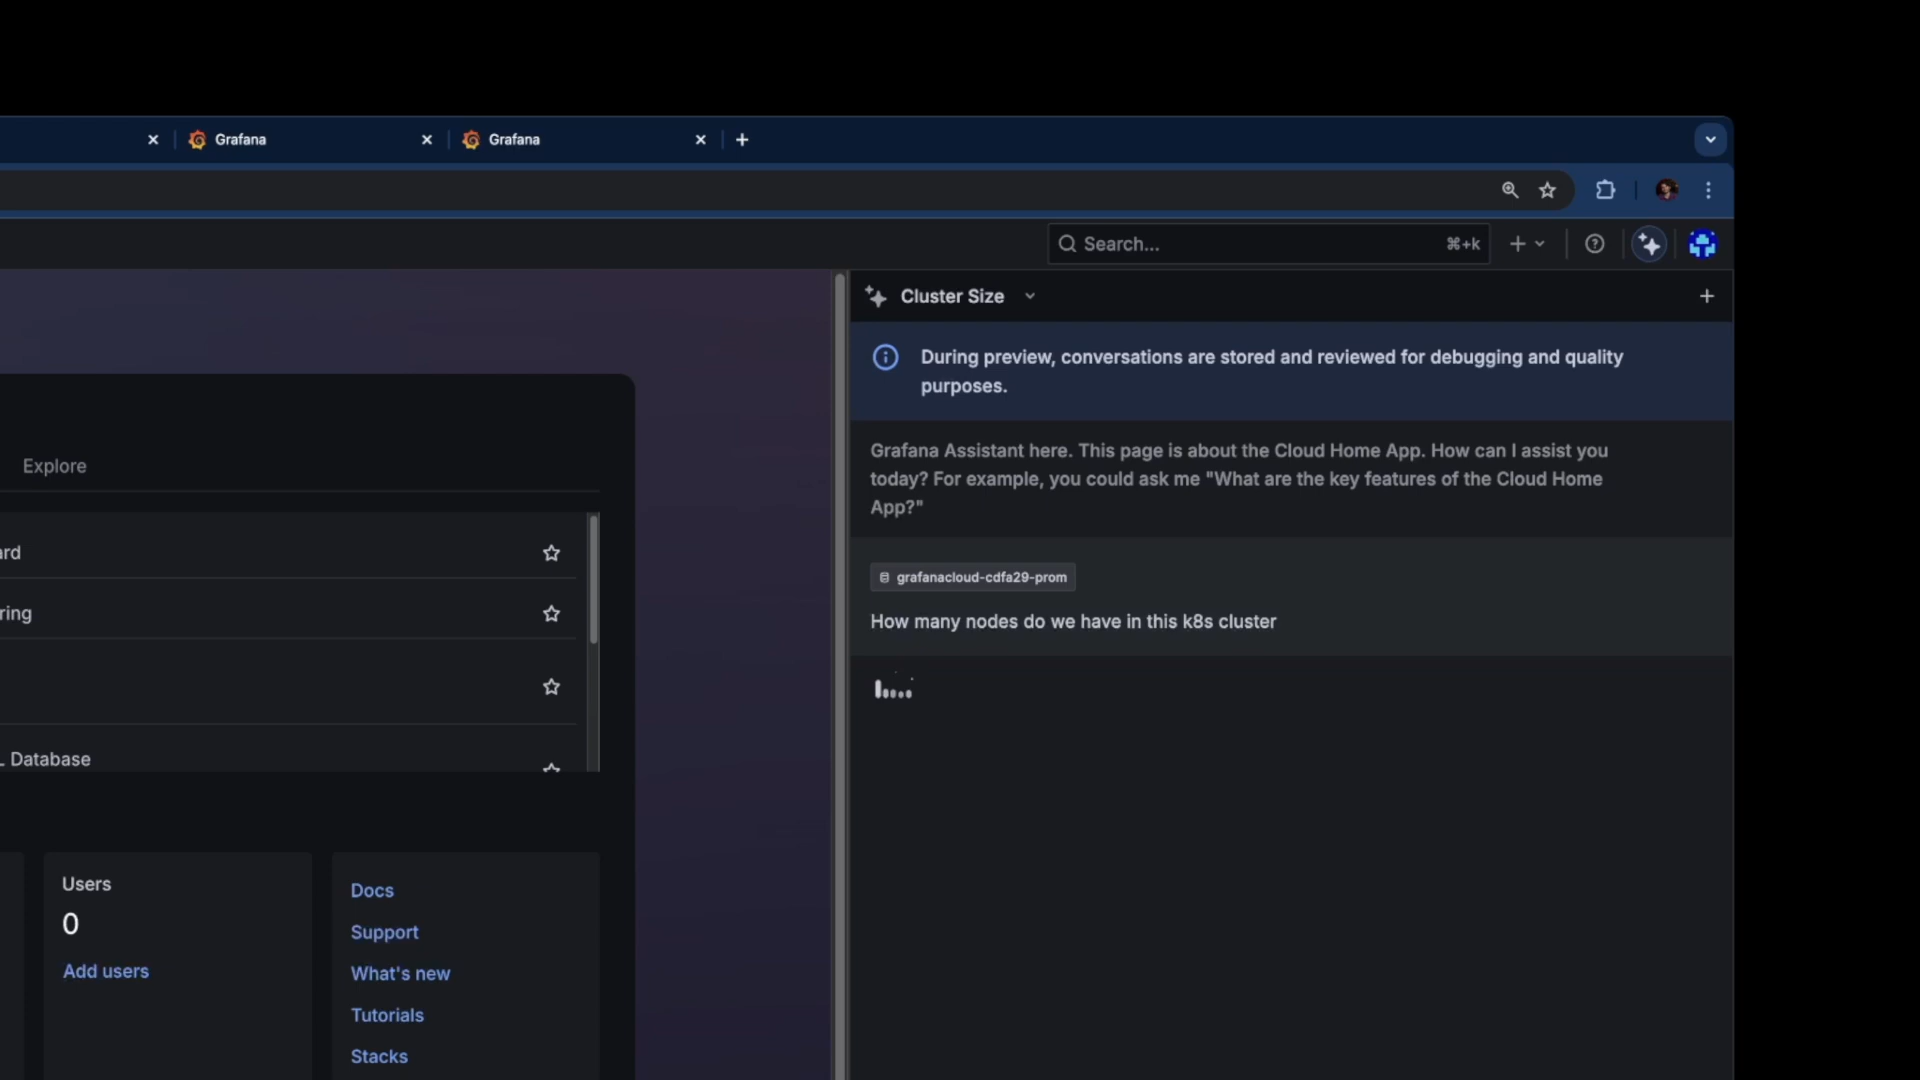 Grafana
Grafana
Search...
⌘+k
Cluster Size
During preview, conversations are stored and reviewed for debugging and quality
purposes.
Grafana Assistant here. This page is about the Cloud Home App. How can I assist you
today? For example, you could ask me "What are the key features of the Cloud Home
App?"
grafanacloud-cdfa29-prom
How many nodes do we have in this k8s cluster
Explore
ard
ring
L Database
Users
0
Add users
Docs
Support
What's new
Tutorials
Stacks